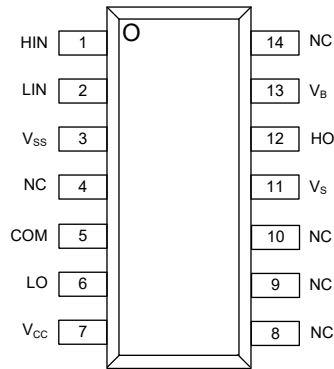 HIN 1 O 14 NC
LIN 2 13 VB
VSS 3 12 HO
NC 4 11 VS
COM 5 10 NC
LO 6 9 NC
VCC 7 8 NC